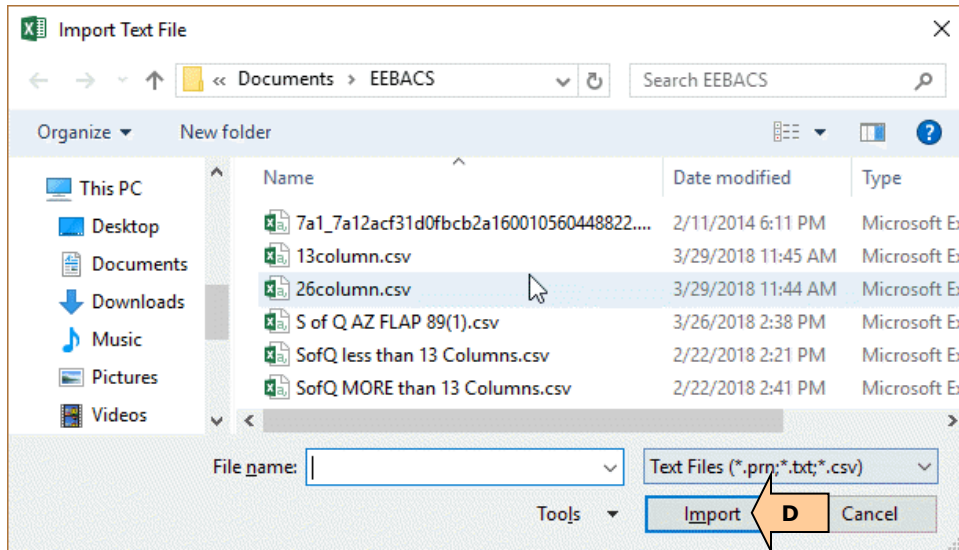 Import Text File
« Documents > EEBACS
Search EEBACS
Organize
New folder
?
Name
Date modified
Type
This PC
Desktop
Documents
Downloads
Music
Pictures
Videos
7a1_7a12acf31d0fbcb2a160010560448822.... 2/11/2014 6:11 PM Microsoft Ex
13column.csv 3/29/2018 11:45 AM Microsoft Ex
26column.csv 3/29/2018 11:44 AM Microsoft Ex
S of Q AZ FLAP 89(1).csv 3/26/2018 2:38 PM Microsoft Ex
SofQ less than 13 Columns.csv 2/22/2018 2:21 PM Microsoft Ex
SofQ MORE than 13 Columns.csv 2/22/2018 2:41 PM Microsoft Ex
File name:
Text Files (*.prn;*.txt;*.csv)
Tools
Import
D
Cancel